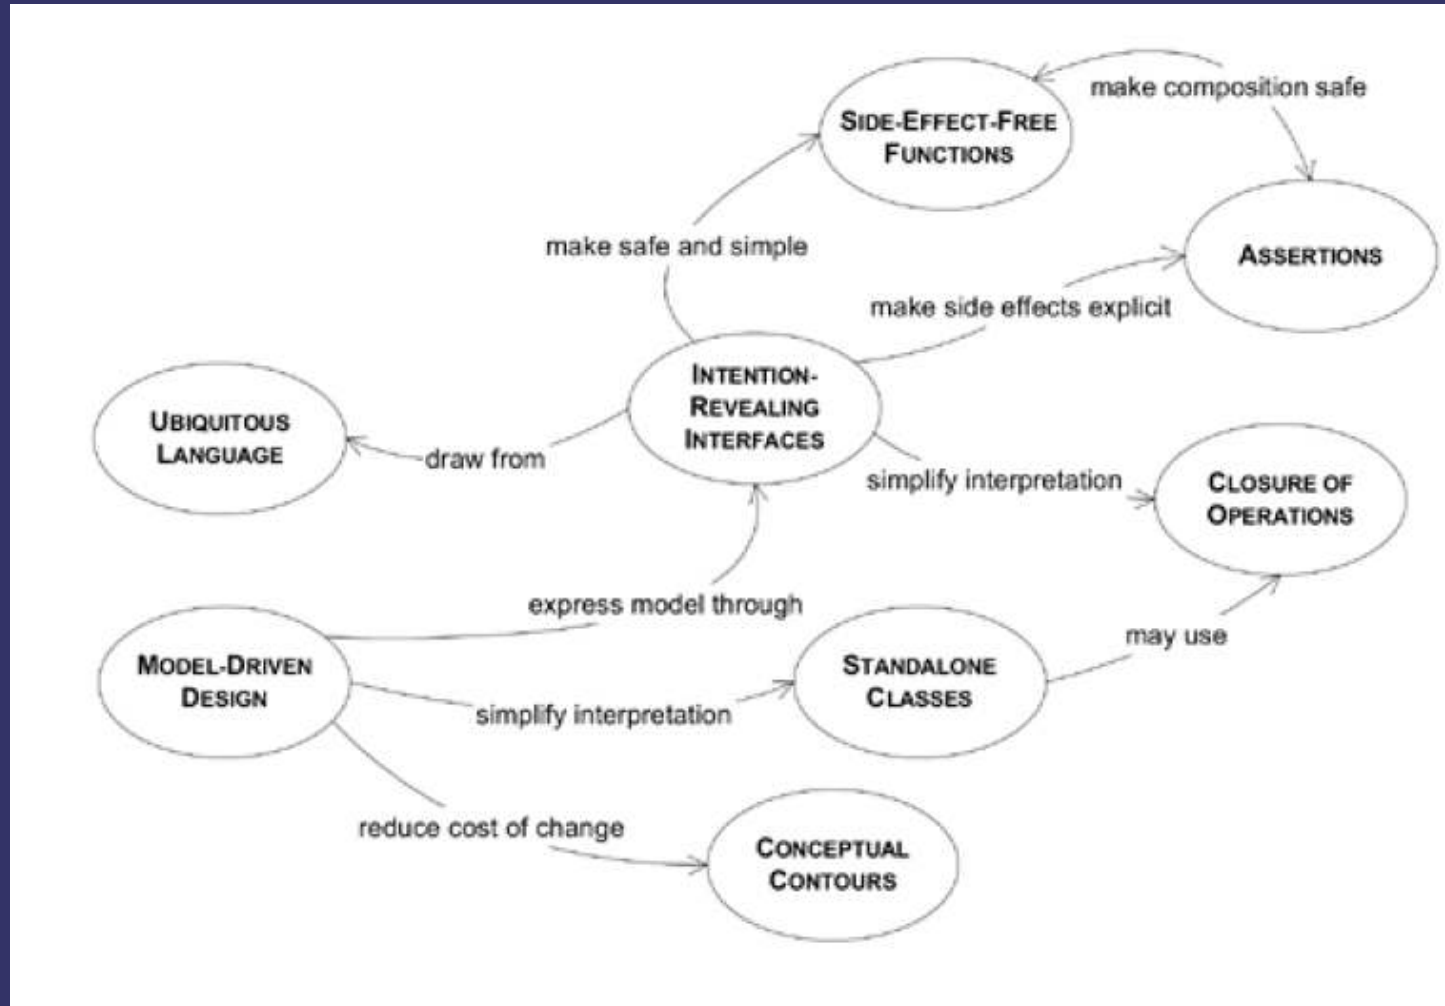 SIDE-EFFECT-FREE
FUNCTIONS
make composition safe
make safe and simple
ASSERTIONS
make side effects explicit
INTENTION-
REVEALING
INTERFACES
UBIQUITOUS
LANGUAGE
draw from
simplify interpretation
CLOSURE OF
OPERATIONS
express model through
may use
MODEL-DRIVEN
DESIGN
STANDALONE
CLASSES
simplify interpretation
reduce cost of change
CONCEPTUAL
CONTOURS